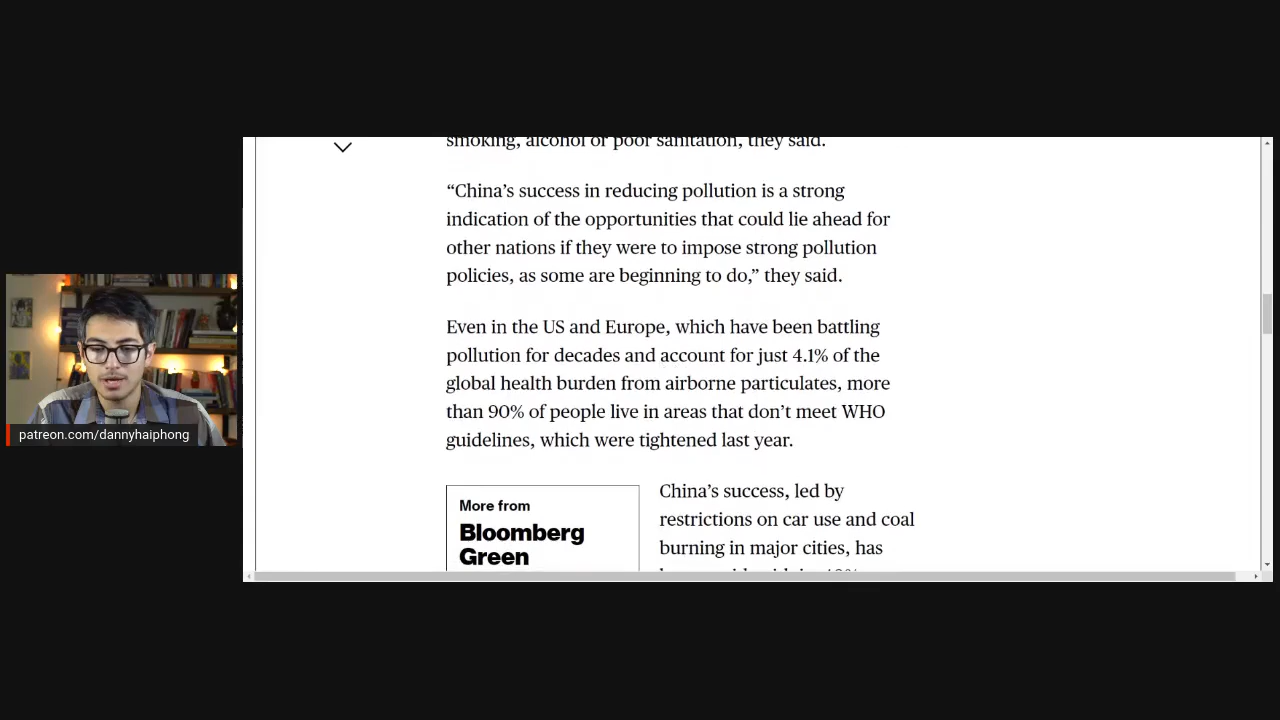 smoking, alcohol or poor sanitation, they said.
“China’s success in reducing pollution is a strong
indication of the opportunities that could lie ahead for
other nations if they were to impose strong pollution
policies, as some are beginning to do,” they said.
Even in the US and Europe, which have been battling
pollution for decades and account for just 4.1% of the
global health burden from airborne particulates, more
than 90% of people live in areas that don’t meet WHO
guidelines, which were tightened last year.
More from
Bloomberg
Green
China’s success, led by
restrictions on car use and coal
burning in major cities, has
patreon.com/dannyhaiphong